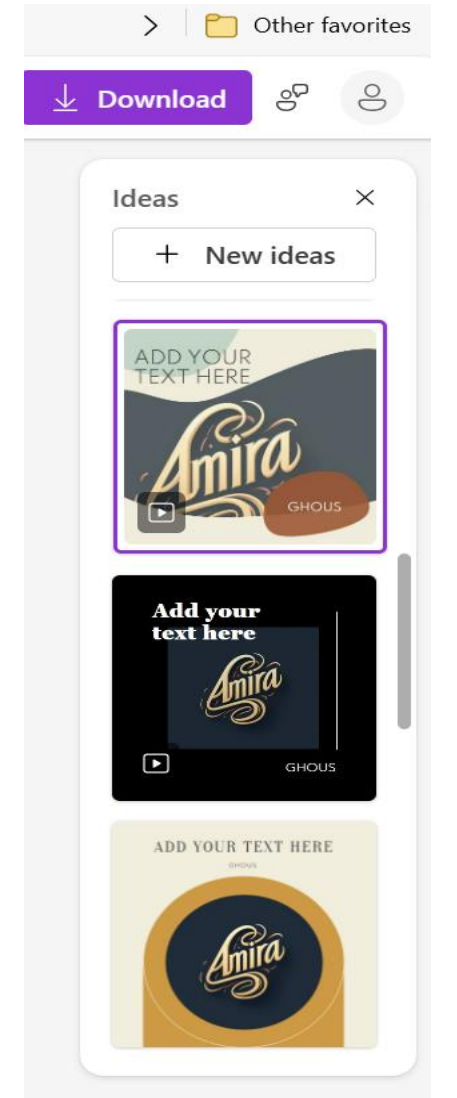 Other favorites
Download
Ideas
New ideas
ADD YOUR
TEXT HERE
Amira
GHOUS
Add your
text here
Amira
GHOUS
ADD YOUR TEXT HERE
GHOUS
Amira